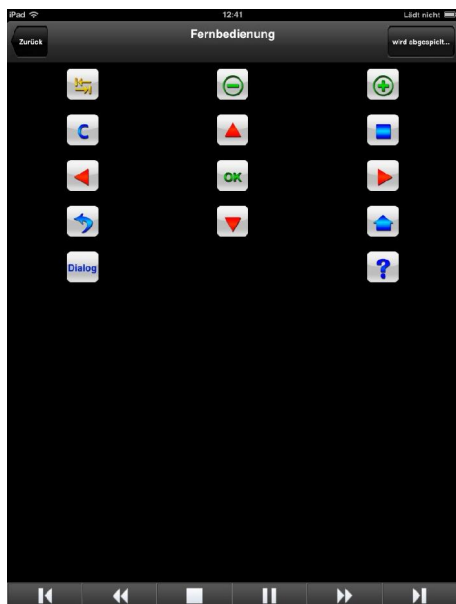 iPad 12:41 Lädt nicht
Zurück Fernbedienung wird abgespielt...
C
OK
Dialog ?